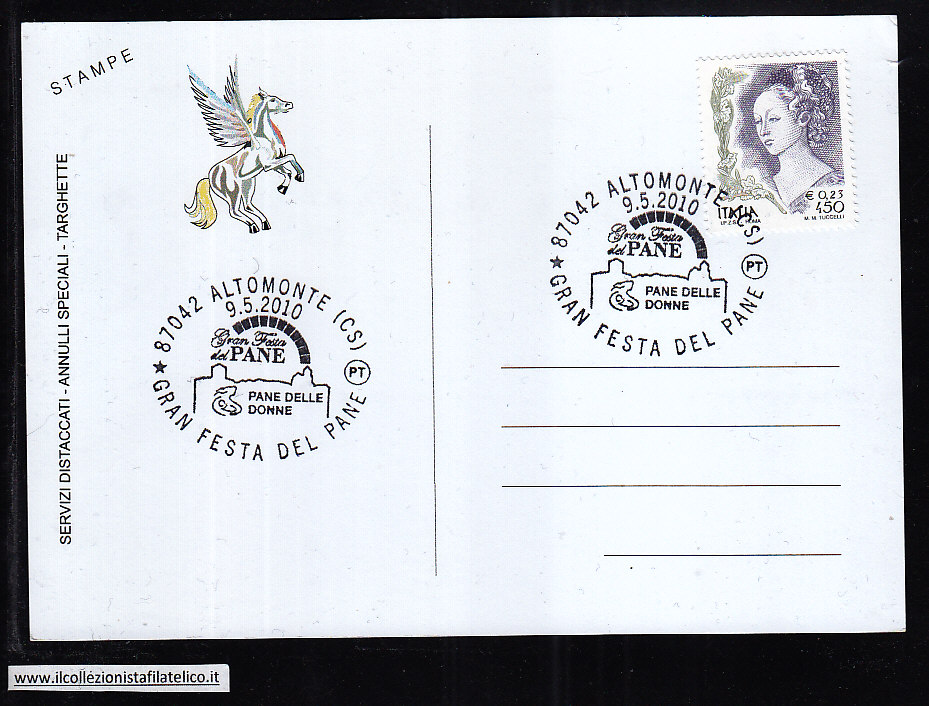 STAMPE
SERVIZI DISTACCATI - ANNULLI SPECIALI - TARGHETTE
€ 0,23
450
ITALIA
I.P.Z.S. - ROMA
M. M. TUCCELLI
★ 87042 ALTOMONTE (CS)
9.5.2010
Gran Festa
del PANE
PANE DELLE
DONNE
PT
GRAN FESTA DEL PANE
★ 87042 ALTOMONTE (CS)
9.5.2010
Gran Festa
del PANE
PANE DELLE
DONNE
PT
GRAN FESTA DEL PANE
www.ilcollezionistafilatelico.it